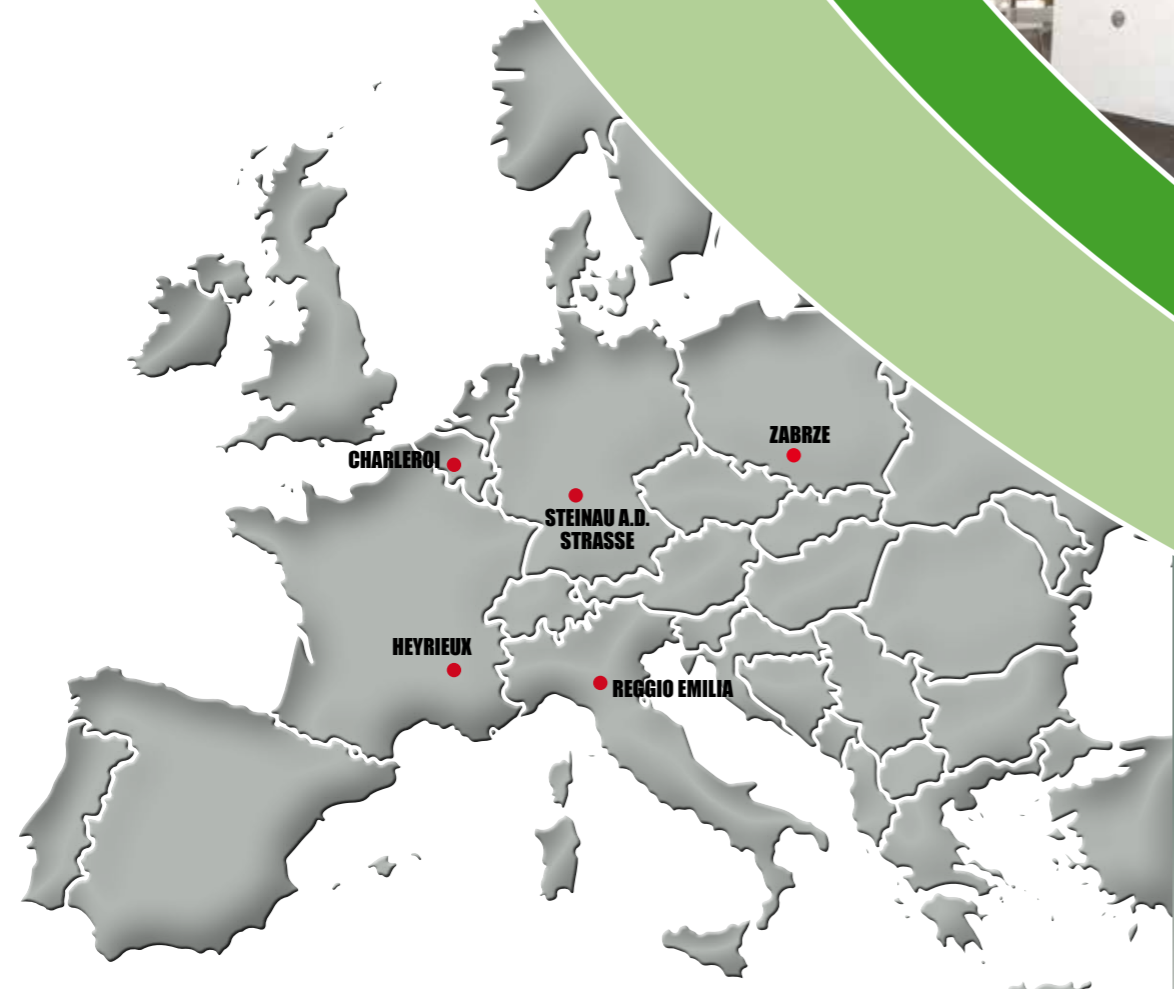 ZABRZE
CHARLEROI
STEINAU A.D.
STRASSE
HEYRIEUX
REGGIO EMILIA